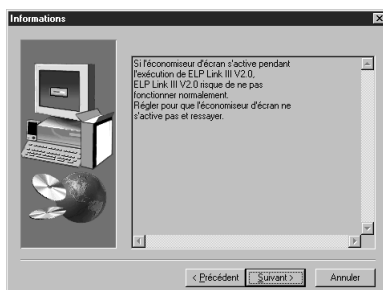 Informations
Si l'économiseur d'écran s'active pendant
l'exécution de ELP Link III V2.0,
ELP Link III V2.0 risque de ne pas
fonctionner normalement.
Régler pour que l'économiseur d'écran ne
s'active pas et ressayer.
< Précédent
Suivant >
Annuler